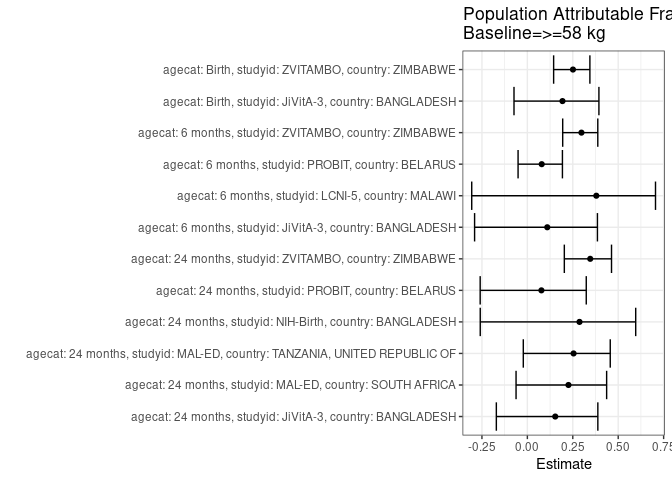 Population Attributable Fra
Baseline=>=58 kg
agecat: Birth, studyid: ZVITAMBO, country: ZIMBABWE
agecat: Birth, studyid: JiVitA-3, country: BANGLADESH
agecat: 6 months, studyid: ZVITAMBO, country: ZIMBABWE
agecat: 6 months, studyid: PROBIT, country: BELARUS
agecat: 6 months, studyid: LCNI-5, country: MALAWI
agecat: 6 months, studyid: JiVitA-3, country: BANGLADESH
agecat: 24 months, studyid: ZVITAMBO, country: ZIMBABWE
agecat: 24 months, studyid: PROBIT, country: BELARUS
agecat: 24 months, studyid: NIH-Birth, country: BANGLADESH
agecat: 24 months, studyid: MAL-ED, country: TANZANIA, UNITED REPUBLIC OF
agecat: 24 months, studyid: MAL-ED, country: SOUTH AFRICA
agecat: 24 months, studyid: JiVitA-3, country: BANGLADESH
-0.25 0.00 0.25 0.50 0.75
Estimate